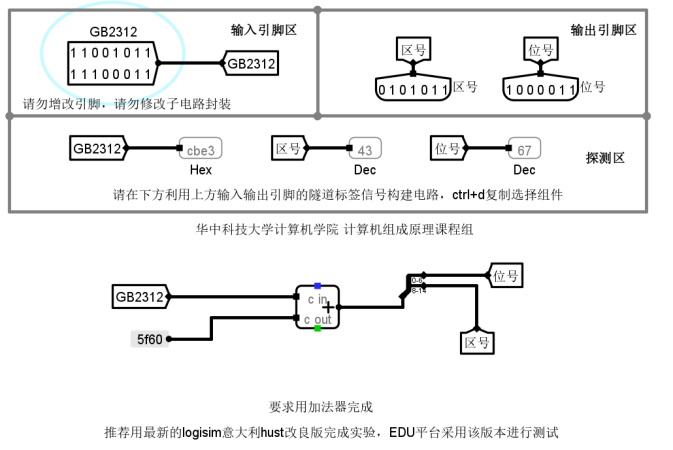 GB2312
输入引脚区
11001011
11100011
GB2312
请勿增改引脚，请勿修改子电路封装
输出引脚区
区号
位号
0101011
区号
1000011
位号
GB2312
cbe3
Hex
区号
43
Dec
位号
67
Dec
探测区
请在下方利用上方输入输出引脚的隧道标签信号构建电路，ctrl+d复制选择组件
华中科技大学计算机学院 计算机组成原理课程组
GB2312
5f60
c in
+
c out
0-6
8-14
位号
区号
要求用加法器完成
推荐用最新的logisim意大利hust改良版完成实验，EDU平台采用该版本进行测试